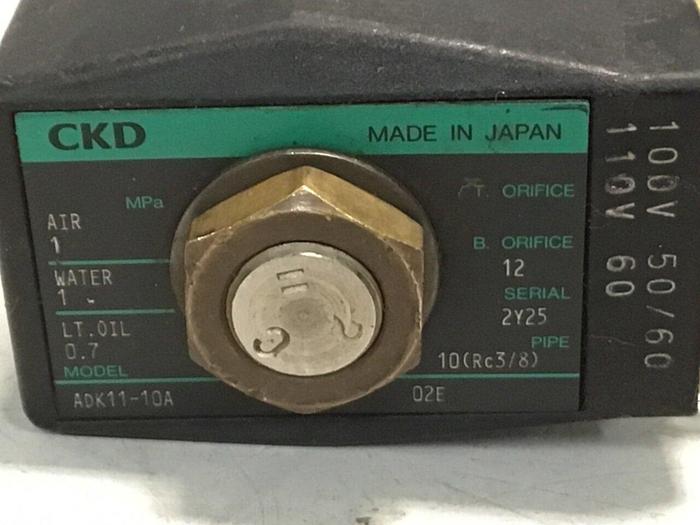 CKD MADE IN JAPAN
MPa
AIR
1
WATER
1
LT.OIL
0.7
MODEL
ADK11-10A 02E
T. ORIFICE
B. ORIFICE
12
SERIAL
2Y25
PIPE
10(Rc3/8)
100V 50/60
110V 60